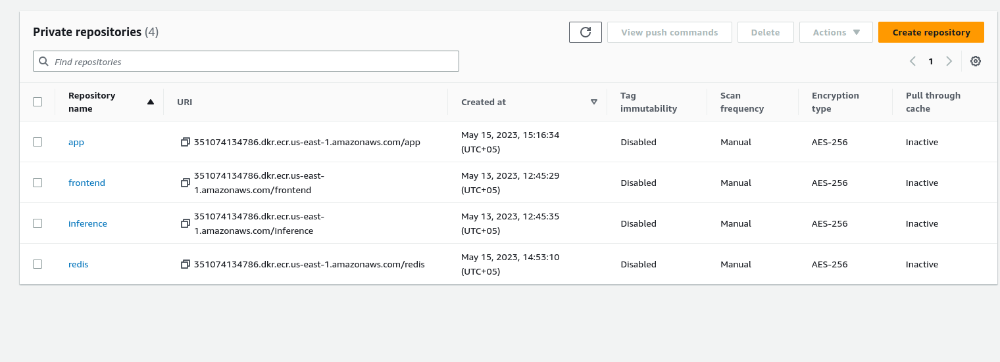 Private repositories (4)
View push commands
Delete
Actions
Create repository
Find repositories
1
Repository name
URI
Created at
Tag immutability
Scan frequency
Encryption type
Pull through cache
app
351074134786.dkr.ecr.us-east-1.amazonaws.com/app
May 15, 2023, 15:16:34
(UTC+05)
Disabled
Manual
AES-256
Inactive
frontend
351074134786.dkr.ecr.us-east-
1.amazonaws.com/frontend
May 13, 2023, 12:45:29
(UTC+05)
Disabled
Manual
AES-256
Inactive
inference
351074134786.dkr.ecr.us-east-
1.amazonaws.com/inference
May 13, 2023, 12:45:35
(UTC+05)
Disabled
Manual
AES-256
Inactive
redis
351074134786.dkr.ecr.us-east-1.amazonaws.com/redis
May 15, 2023, 14:53:10
(UTC+05)
Disabled
Manual
AES-256
Inactive